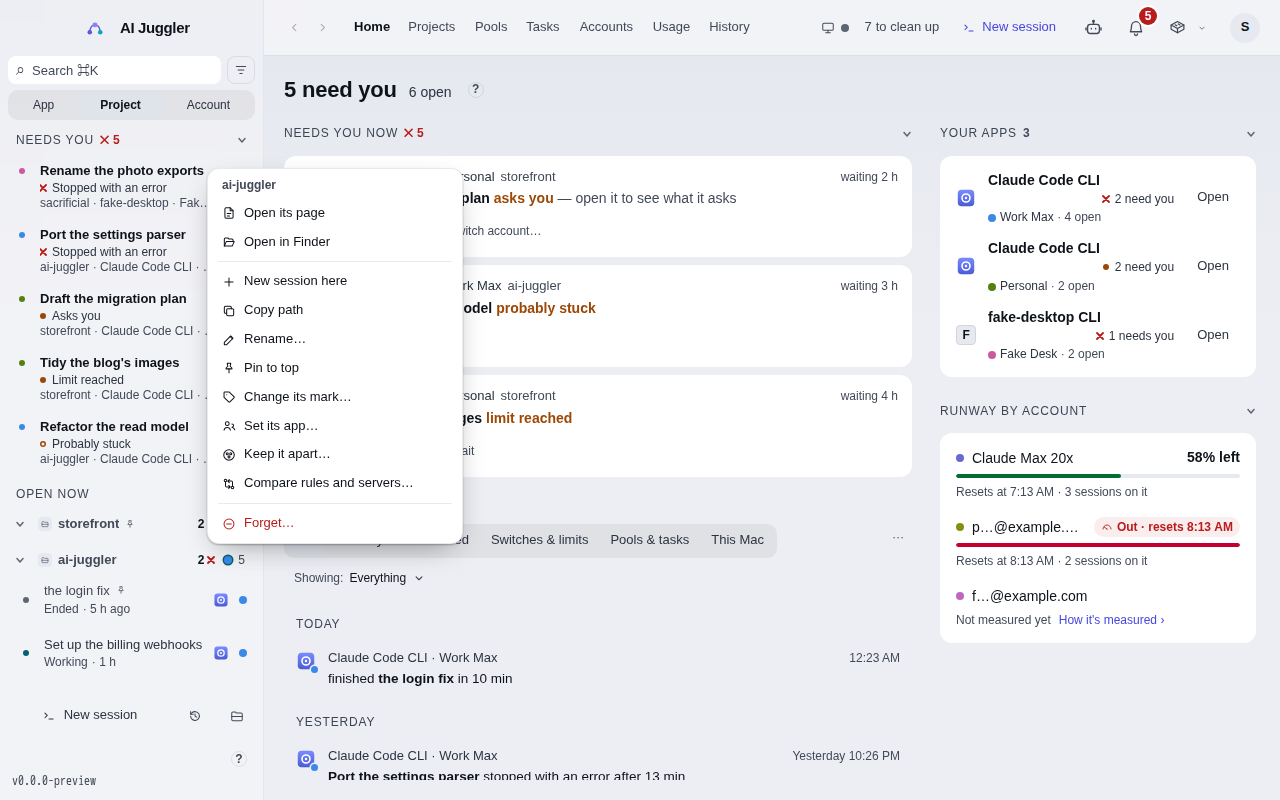 AI Juggler
Search ⌘K
App Project Account
NEEDS YOU 5
Rename the photo exports
Stopped with an error
sacrificial · fake-desktop · Fak…
Port the settings parser
Stopped with an error
ai-juggler · Claude Code CLI ·
Draft the migration plan
Asks you
storefront · Claude Code CLI ·
Tidy the blog's images
Limit reached
storefront · Claude Code CLI ·
Refactor the read model
Probably stuck
ai-juggler · Claude Code CLI ·
OPEN NOW
storefront 2
ai-juggler 2 5
the login fix
Ended · 5 h ago
Set up the billing webhooks
Working · 1 h
New session
?
v0.0.0-preview
Home Projects Pools Tasks Accounts Usage History
7 to clean up
New session
5
S
5 need you 6 open ?
NEEDS YOU NOW 5
storefront waiting 2 h
plan asks you — open it to see what it asks
account…
Max ai-juggler waiting 3 h
probably stuck
storefront waiting 4 h
limit reached
ai-juggler
Open its page
Open in Finder
New session here
Copy path
Rename…
Pin to top
Change its mark…
Set its app…
Keep it apart…
Compare rules and servers…
Forget…
Switches & limits Pools & tasks This Mac
…
Showing: Everything
TODAY
Claude Code CLI · Work Max 12:23 AM
finished the login fix in 10 min
YESTERDAY
Claude Code CLI · Work Max Yesterday 10:26 PM
Port the settings parser stopped with an error after 13 min
YOUR APPS 3
Claude Code CLI
2 need you
Work Max · 4 open
Open
Claude Code CLI
2 need you
Personal · 2 open
Open
F
fake-desktop CLI
1 needs you
Fake Desk · 2 open
Open
RUNWAY BY ACCOUNT
Claude Max 20x 58% left
Resets at 7:13 AM · 3 sessions on it
p…@example.… Out · resets 8:13 AM
Resets at 8:13 AM · 2 sessions on it
f…@example.com
Not measured yet How it's measured ›